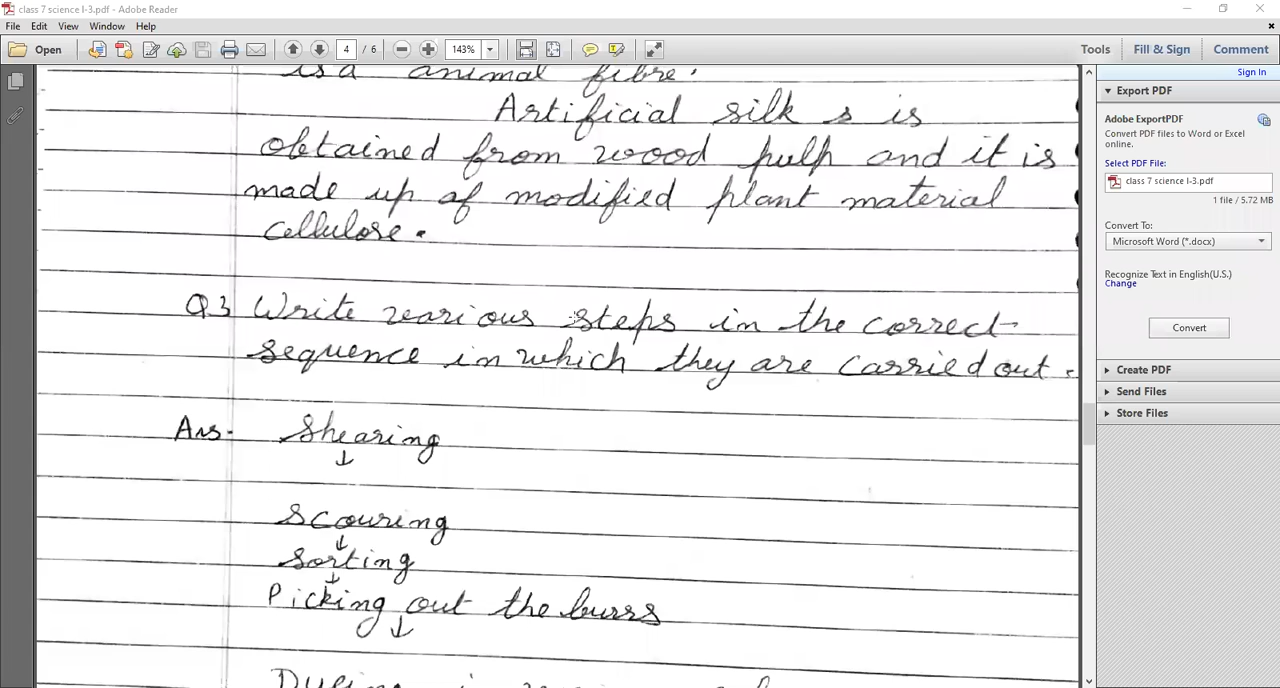 class 7 science I-3.pdf - Adobe Reader
File Edit View Window Help
Open 4 / 6 143% Tools Fill & Sign Comment
Sign In
is a animal fibre.
Artificial silk s is
obtained from wood pulp and it is
made up of modified plant material
cellulose.
Q3 Write vearious steps in the correct
sequence in which they are carried out.
Ans. Shearing
↓
Scouring
↓
Sorting
↓
Picking out the burrs
↓
Export PDF
Adobe ExportPDF
Convert PDF files to Word or Excel
online.
Select PDF File:
class 7 science I-3.pdf
1 file / 5.72 MB
Convert To:
Microsoft Word (*.docx)
Recognize Text in English(U.S.)
Change
Convert
Create PDF
Send Files
Store Files